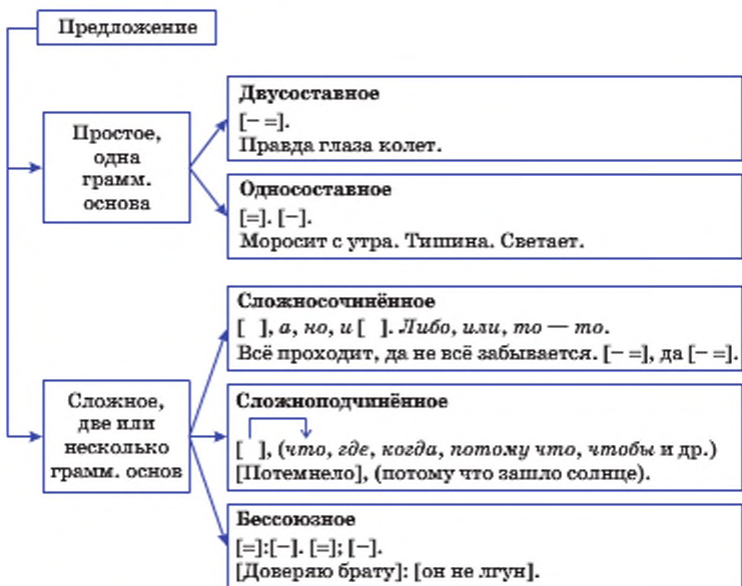 Предложение
Простое,
одна
грамм.
основа
Двусоставное
[– =].
Правда глаза колет.
Односоставное
[=]. [–].
Моросит с утра. Тишина. Светает.
Сложное,
две или
несколько
грамм. основ
Сложносочинённое
[ ], а, но, и [ ]. Либо, или, то — то.
Всё проходит, да не всё забывается. [– =], да [– =].
Сложноподчинённое
[ ], (что, где, когда, потому что, чтобы и др.)
[Потемнело], (потому что зашло солнце).
Бессоюзное
[=]:[–]. [=]; [–].
[Доверяю брату]: [он не лгун].